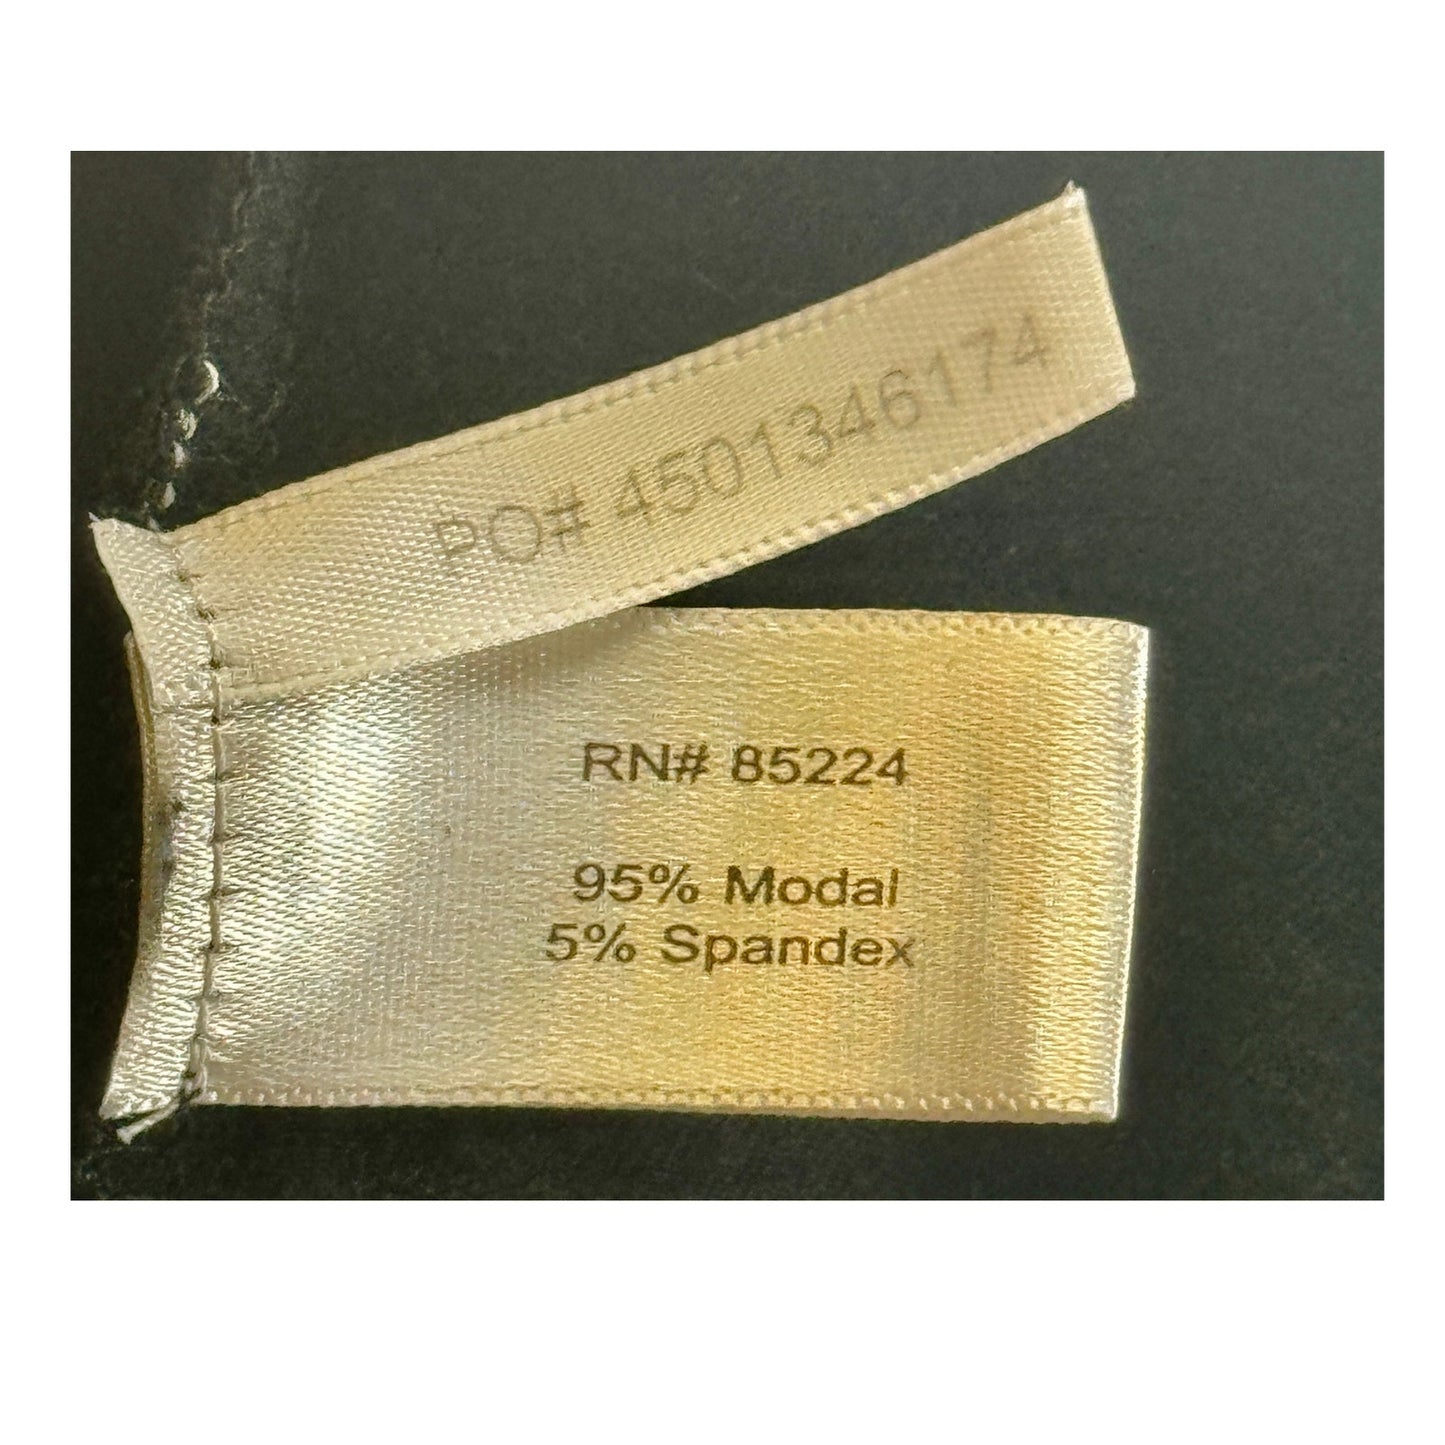 PO# 4501346174
RN# 85224
95% Modal
5% Spandex